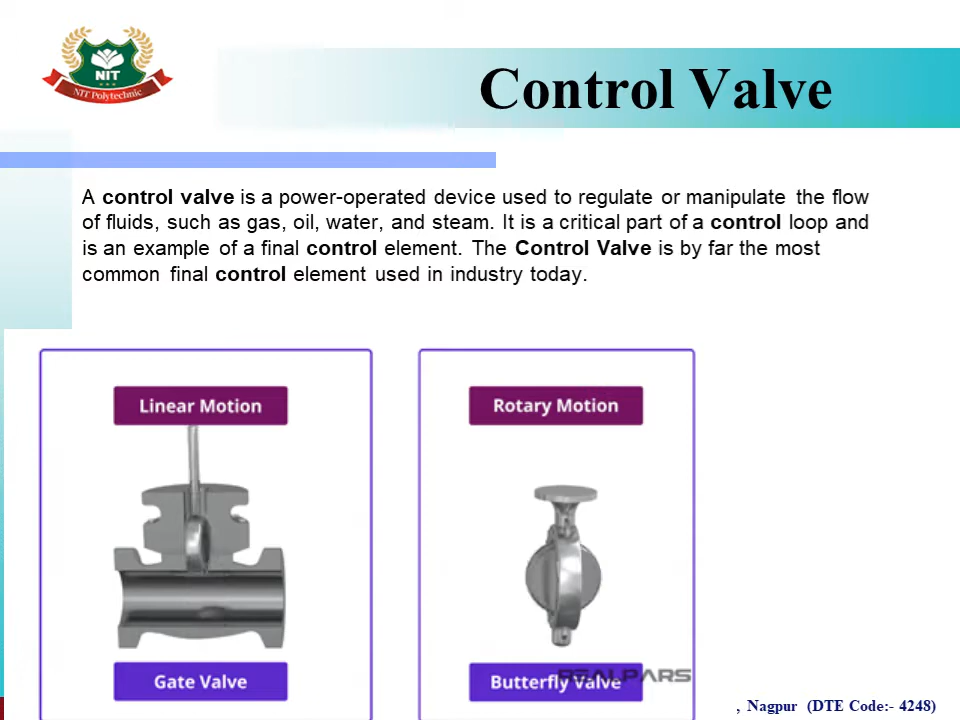 NIT
NIT Polytechnic
Control Valve
A control valve is a power-operated device used to regulate or manipulate the flow
of fluids, such as gas, oil, water, and steam. It is a critical part of a control loop and
is an example of a final control element. The Control Valve is by far the most
common final control element used in industry today.
Linear Motion
Rotary Motion
Gate Valve
Butterfly Valve
REALPARS
, Nagpur (DTE Code:- 4248)